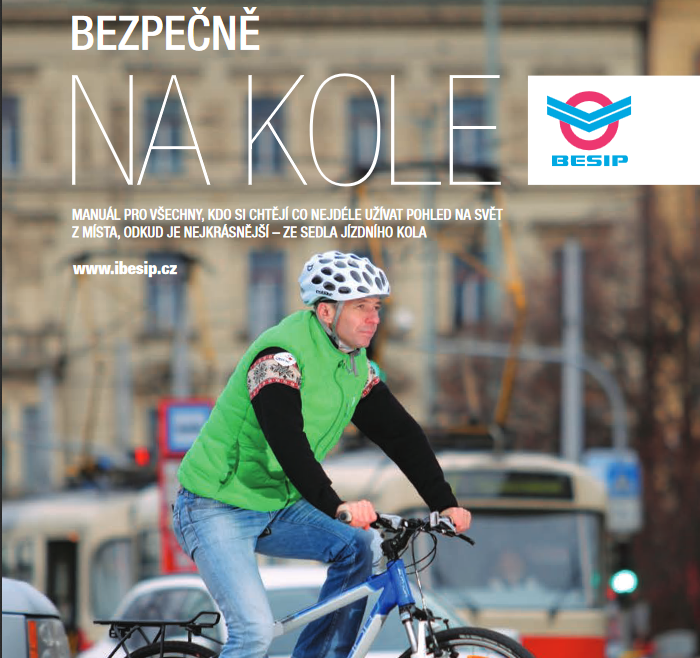 BEZPEČNĚ
NA KOLE
BESIP
MANUÁL PRO VŠECHNY, KDO SI CHTĚJÍ CO NEJDÉLE UŽÍVAT POHLED NA SVĚT
Z MÍSTA, ODKUD JE NEJKRÁSNĚJŠÍ – ZE SEDLA JÍZDNÍHO KOLA
www.ibesip.cz